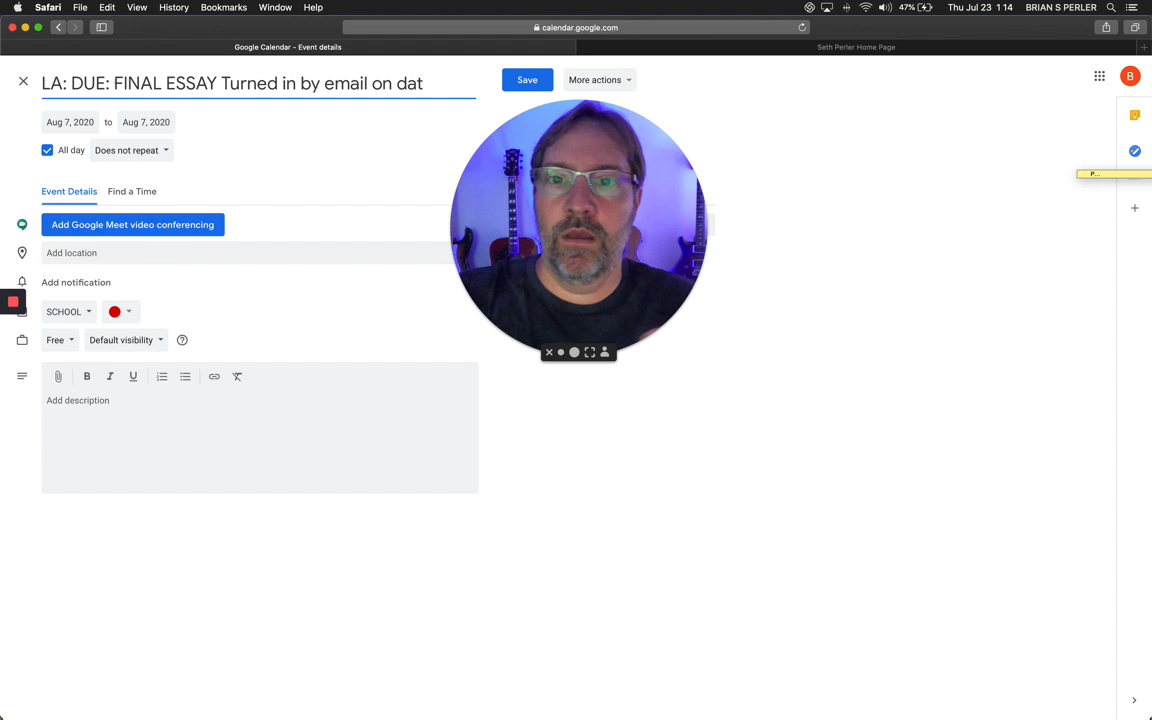 Safari File Edit View History Bookmarks Window Help 47% Thu Jul 23 1 14 BRIAN S PERLER
calendar.google.com
Google Calendar - Event details Seth Perler Home Page
LA: DUE: FINAL ESSAY Turned in by email on dat Save More actions B
Aug 7, 2020 to Aug 7, 2020
All day Does not repeat
P...
Event Details Find a Time
Add Google Meet video conferencing
Add location
Add notification
SCHOOL
Free Default visibility
B I U
Add description